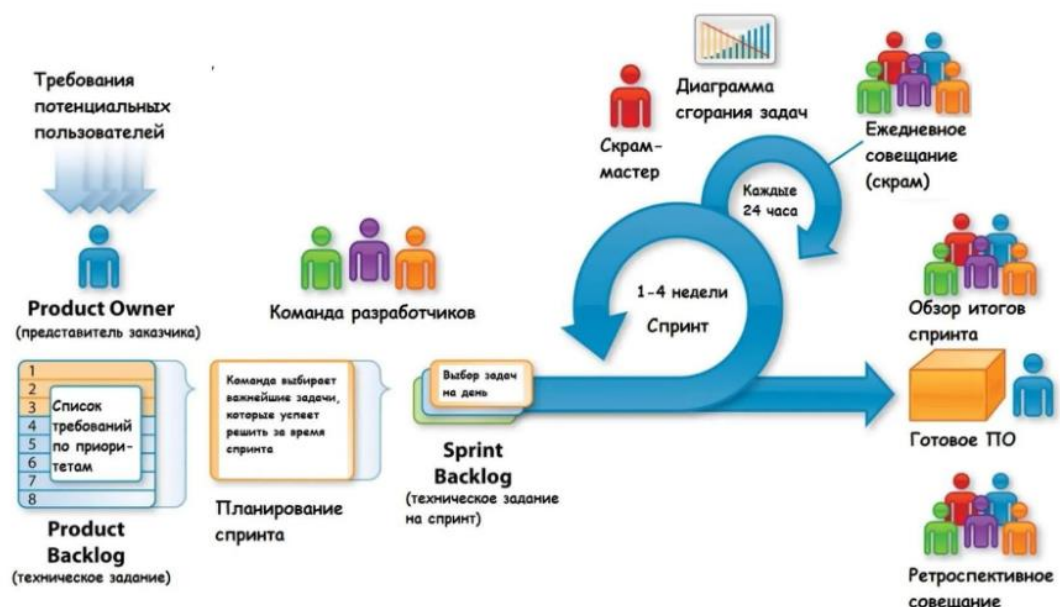 Требования
потенциальных
пользователей
Product Owner
(представитель заказчика)
1
2
3
4
5
6
7
8
Список
требований
по приори-
тетам
Product
Backlog
(техническое задание)
Команда разработчиков
Команда выбирает
важнейшие задачи,
которые успеет
решить за время
спринта
Планирование
спринта
Выбор задач
на день
Sprint
Backlog
(техническое задание
на спринт)
Скрам-
мастер
Диаграмма
сгорания задач
Каждые
24 часа
1-4 недели
Спринт
Ежедневное
совещание
(скрам)
Обзор итогов
спринта
Готовое ПО
Ретроспективное
совещание